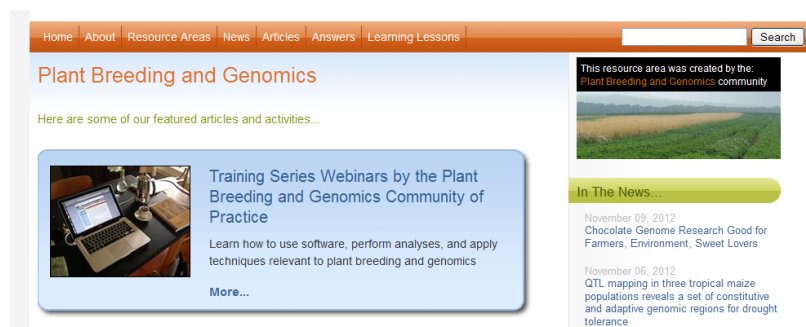 Home About Resource Areas News Articles Answers Learning Lessons Search
Plant Breeding and Genomics
Here are some of our featured articles and activities...
Training Series Webinars by the Plant
Breeding and Genomics Community of
Practice
Learn how to use software, perform analyses, and apply
techniques relevant to plant breeding and genomics
More...
This resource area was created by the:
Plant Breeding and Genomics community
In The News...
November 09, 2012
Chocolate Genome Research Good for
Farmers, Environment, Sweet Lovers
November 06, 2012
QTL mapping in three tropical maize
populations reveals a set of constitutive
and adaptive genomic regions for drought
tolerance